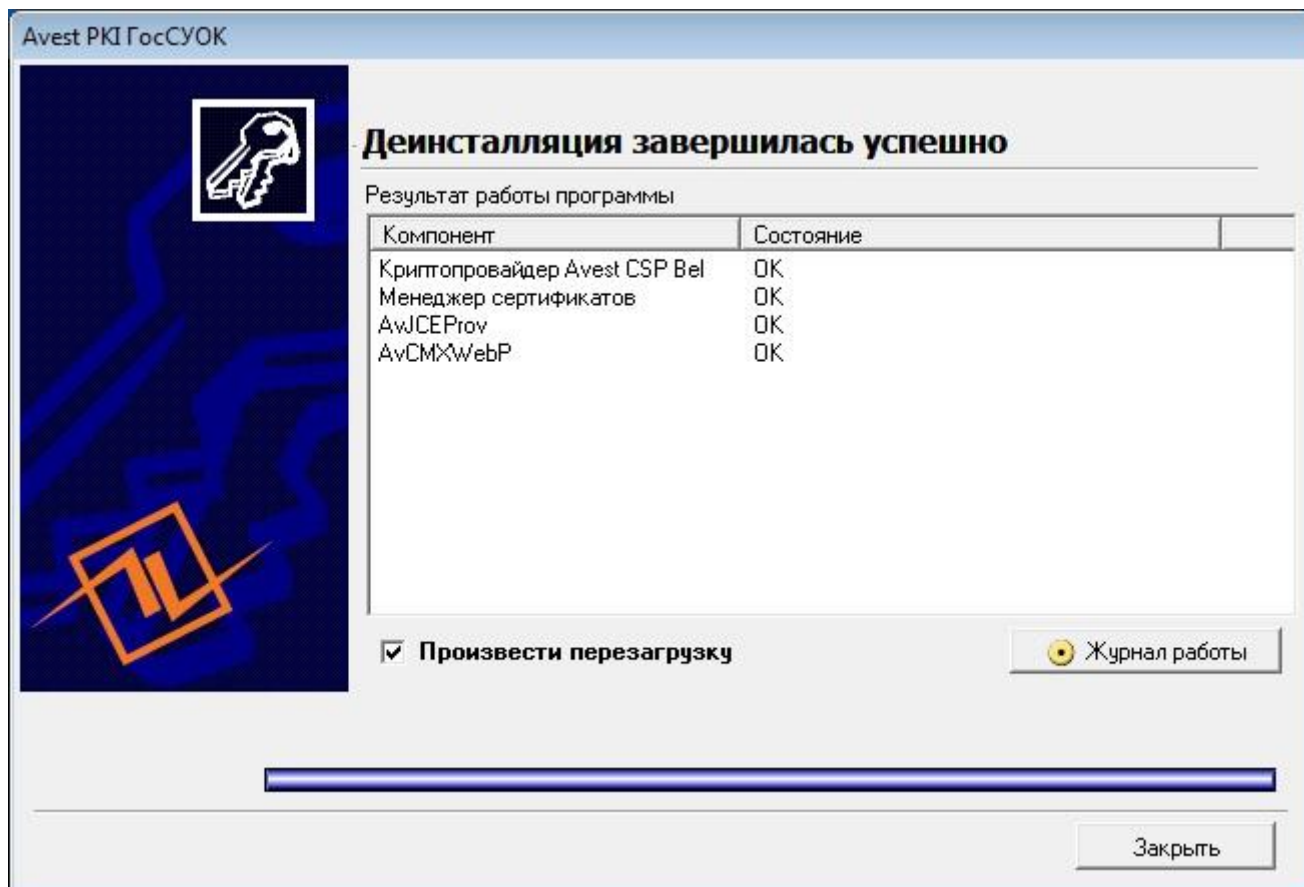 Avest PKI ГосСУОК
Деинсталляция завершилась успешно
Результат работы программы
Компонент Состояние
Криптопровайдер Avest CSP Bel OK
Менеджер сертификатов OK
AvJCEProv OK
AvCMXWebP OK
Произвести перезагрузку
Журнал работы
Закрыть